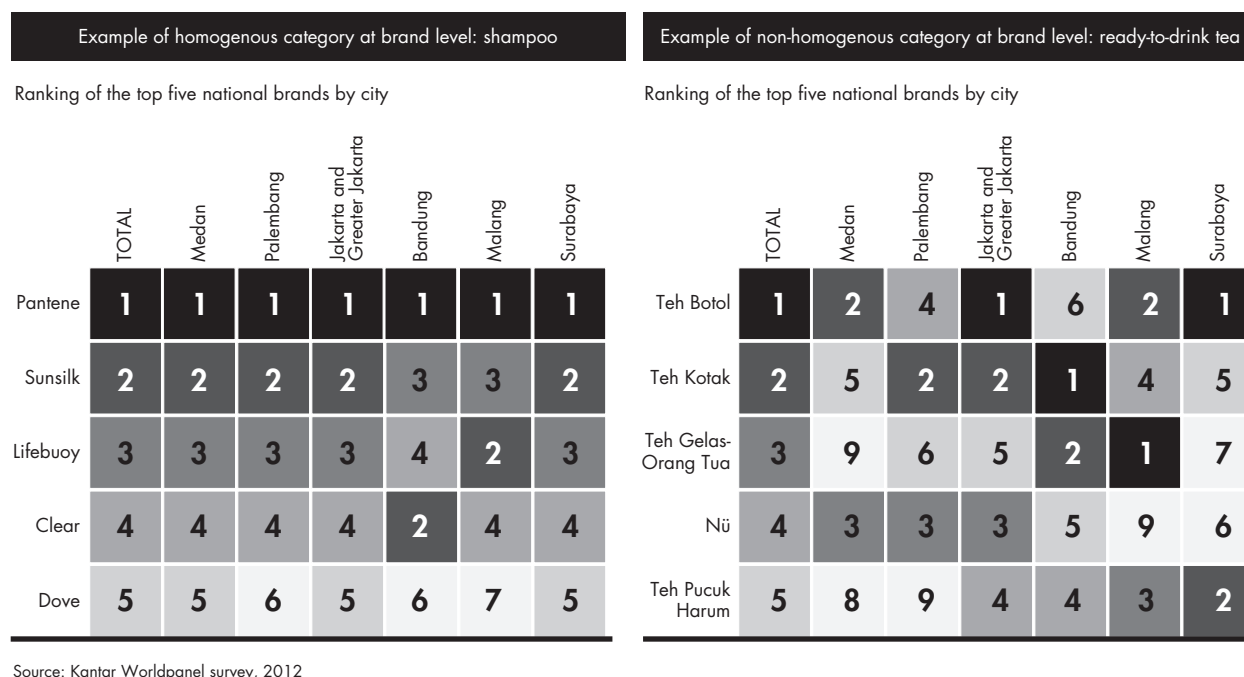 Example of homogenous category at brand level: shampoo
Ranking of the top five national brands by city
TOTAL
Medan
Palembang
Jakarta and
Greater Jakarta
Bandung
Malang
Surabaya
Pantene 1 1 1 1 1 1 1
Sunsilk 2 2 2 2 3 3 2
Lifebuoy 3 3 3 3 4 2 3
Clear 4 4 4 4 2 4 4
Dove 5 5 6 5 6 7 5
Source: Kantar Worldpanel survey, 2012
Example of non-homogenous category at brand level: ready-to-drink tea
Ranking of the top five national brands by city
TOTAL
Medan
Palembang
Jakarta and
Greater Jakarta
Bandung
Malang
Surabaya
Teh Botol 1 2 4 1 6 2 1
Teh Kotak 2 5 2 2 1 4 5
Teh Gelas-
Orang Tua 3 9 6 5 2 1 7
Nü 4 3 3 3 5 9 6
Teh Pucuk
Harum 5 8 9 4 4 3 2